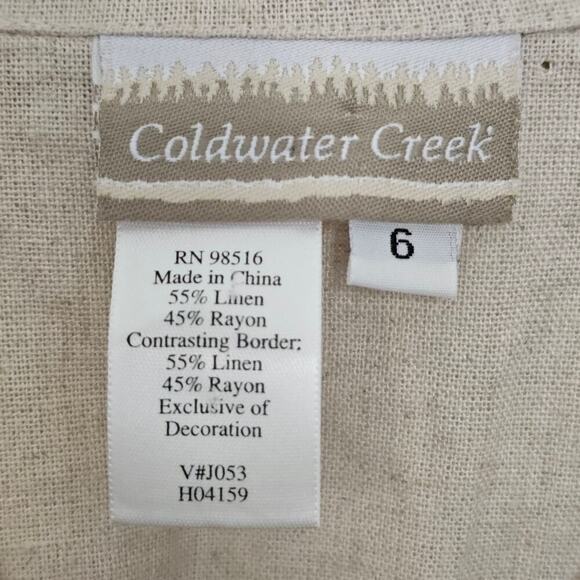 Coldwater Creek
6
RN 98516
Made in China
55% Linen
45% Rayon
Contrasting Border:
55% Linen
45% Rayon
Exclusive of
Decoration
V#J053
H04159